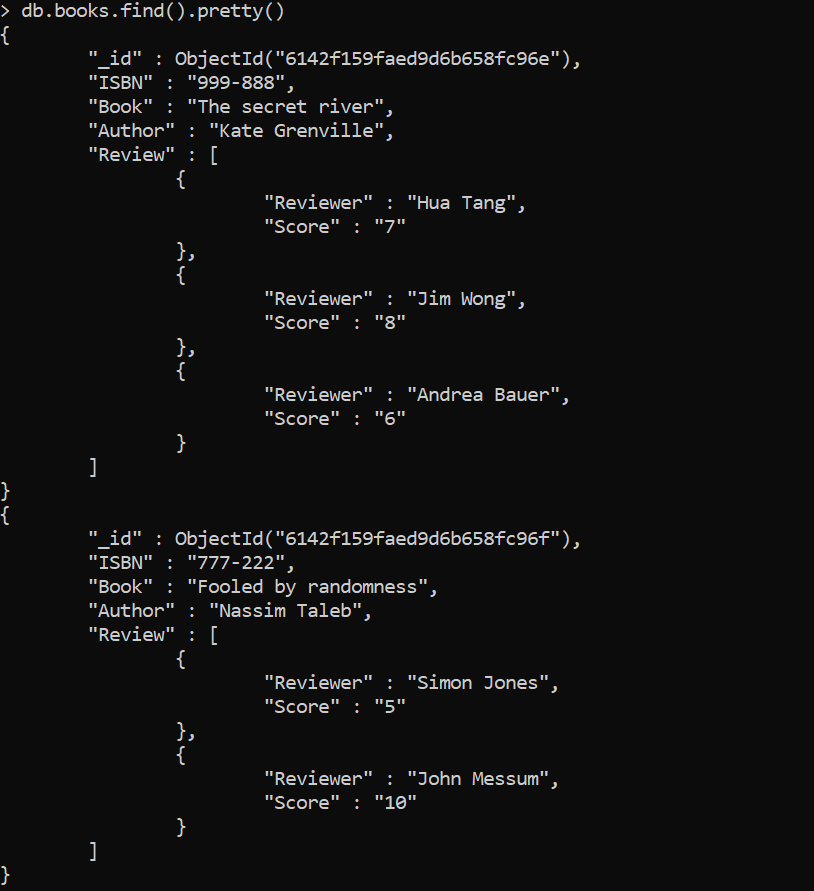 > db.books.find().pretty()
{
        "_id" : ObjectId("6142f159faed9d6b658fc96e"),
        "ISBN" : "999-888",
        "Book" : "The secret river",
        "Author" : "Kate Grenville",
        "Review" : [
                {
                        "Reviewer" : "Hua Tang",
                        "Score" : "7"
                },
                {
                        "Reviewer" : "Jim Wong",
                        "Score" : "8"
                },
                {
                        "Reviewer" : "Andrea Bauer",
                        "Score" : "6"
                }
        ]
}
{
        "_id" : ObjectId("6142f159faed9d6b658fc96f"),
        "ISBN" : "777-222",
        "Book" : "Fooled by randomness",
        "Author" : "Nassim Taleb",
        "Review" : [
                {
                        "Reviewer" : "Simon Jones",
                        "Score" : "5"
                },
                {
                        "Reviewer" : "John Messum",
                        "Score" : "10"
                }
        ]
}